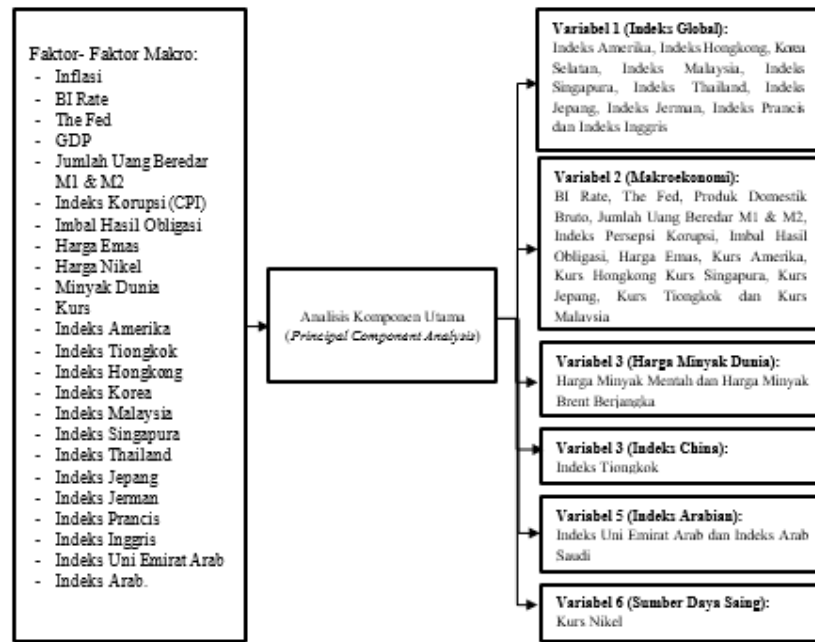 Faktor- Faktor Makro:
- Inflasi
- BI Rate
- The Fed
- GDP
- Jumlah Uang Beredar
M1 & M2
- Indeks Korupsi (CPI)
- Imbal Hasil Obligasi
- Harga Emas
- Harga Nikel
- Minyak Dunia
- Kurs
- Indeks Amerika
- Indeks Tiongkok
- Indeks Hongkong
- Indeks Korea
- Indeks Malaysia
- Indeks Singapura
- Indeks Thailand
- Indeks Jepang
- Indeks Jerman
- Indeks Prancis
- Indeks Inggris
- Indeks Uni Emirat Arab
- Indeks Arab.
Analisis Komponen Utama
(Principal Component Analysis)
Variabel 1 (Indeks Global):
Indeks Amerika, Indeks Hongkong, Korea
Selatan, Indeks Malaysia, Indeks
Singapura, Indeks Thailand, Indeks
Jepang, Indeks Jerman, Indeks Prancis
dan Indeks Inggris
Variabel 2 (Makroekonomi):
BI Rate, The Fed, Produk Domestik
Bruto, Jumlah Uang Beredar M1 & M2,
Indeks Persepsi Korupsi, Imbal Hasil
Obligasi, Harga Emas, Kurs Amerika,
Kurs Hongkong Kurs Singapura, Kurs
Jepang, Kurs Tiongkok dan Kurs
Malaysia
Variabel 3 (Harga Minyak Dunia):
Harga Minyak Mentah dan Harga Minyak
Brent Berjangka
Variabel 3 (Indeks China):
Indeks Tiongkok
Variabel 5 (Indeks Arabian):
Indeks Uni Emirat Arab dan Indeks Arab
Saudi
Variabel 6 (Sumber Daya Saing):
Kurs Nikel